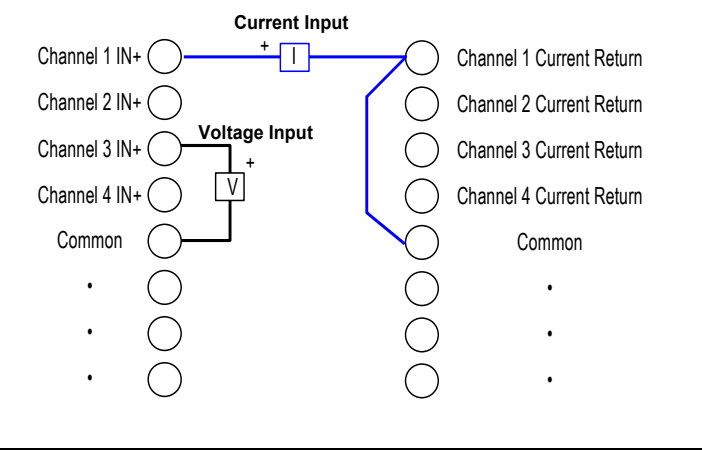 Current Input
+
I
Channel 1 IN+
Channel 1 Current Return
Channel 2 IN+
Channel 2 Current Return
Voltage Input
Channel 3 IN+
Channel 3 Current Return
+
V
Channel 4 IN+
Channel 4 Current Return
Common
Common
•
•
•
•
•
•